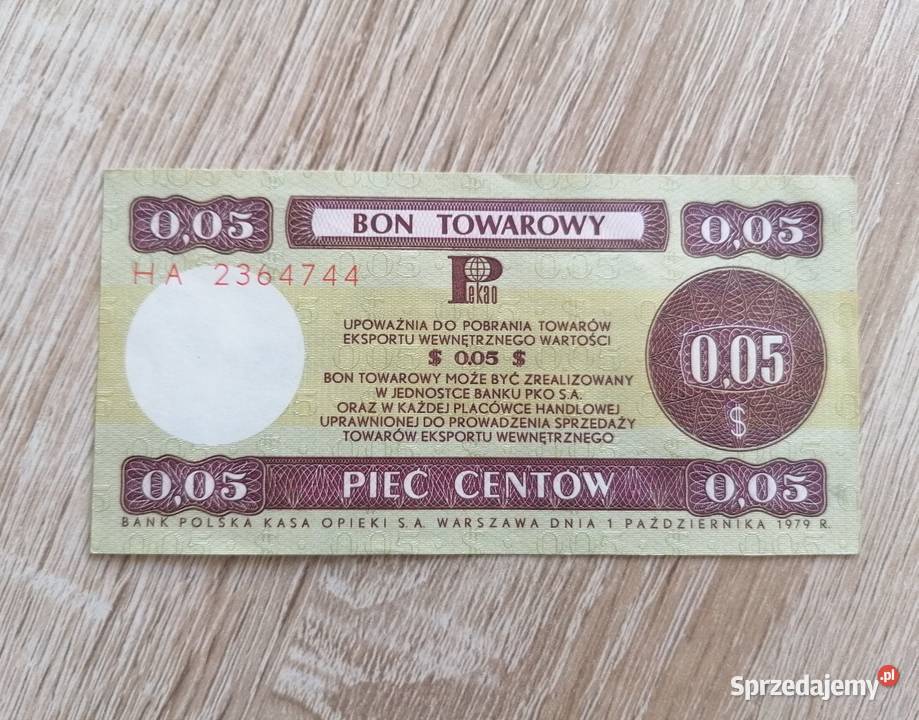 0,05 BON TOWAROWY 0,05
HA 2364744
Pekao
UPOWAŻNIA DO POBRANIA TOWARÓW
EKSPORTU WEWNĘTRZNEGO WARTOŚCI
$ 0.05 $
BON TOWAROWY MOŻE BYĆ ZREALIZOWANY
W JEDNOSTCE BANKU PKO S.A.
ORAZ W KAŻDEJ PLACÓWCE HANDLOWEJ
UPRAWNIONEJ DO PROWADZENIA SPRZEDAŻY
TOWARÓW EKSPORTU WEWNĘTRZNEGO
0,05
$
0,05 PIĘĆ CENTÓW 0,05
BANK POLSKA KASA OPIEKI S.A. WARSZAWA DNIA 1 PAŹDZIERNIKA 1979 R.
Sprzedajemy.pl